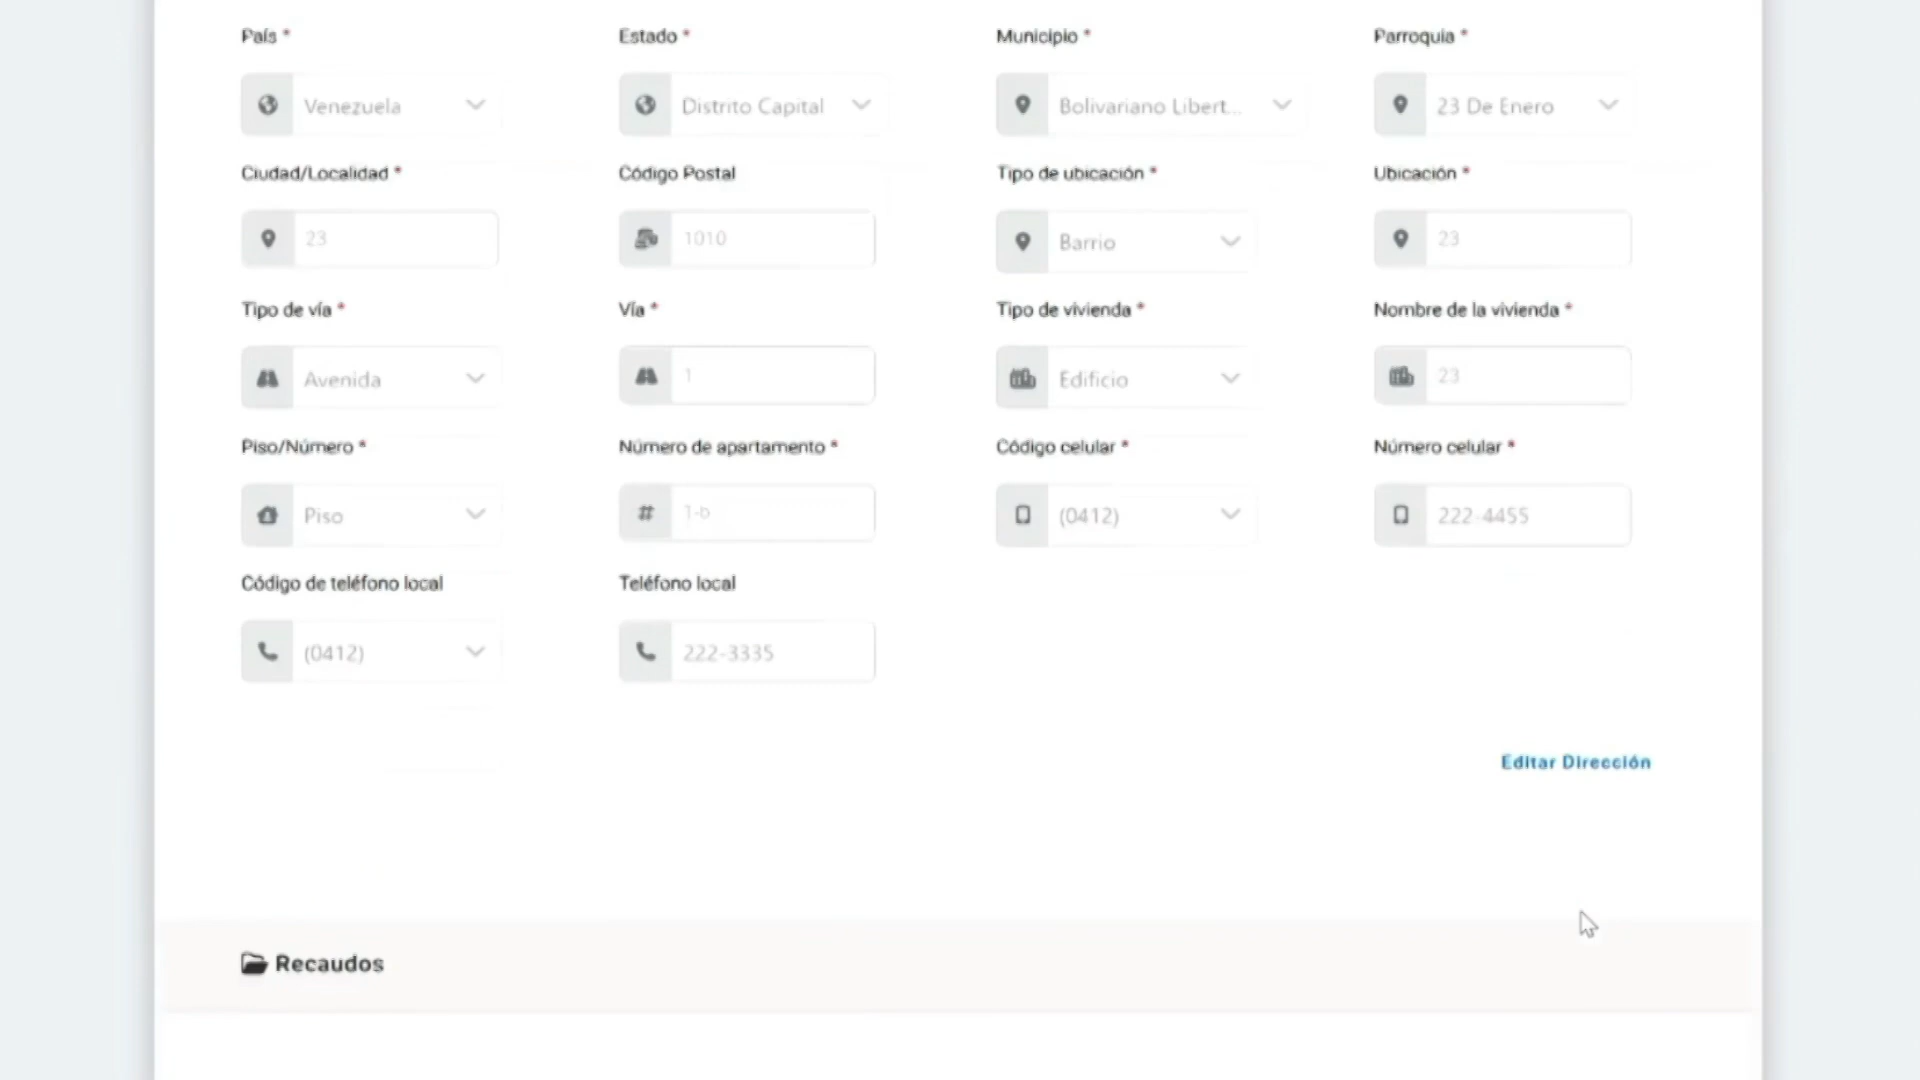 País * Estado * Municipio * Parroquia *
Venezuela Distrito Capital Bolivariano Libert... 23 De Enero
Ciudad/Localidad * Código Postal Tipo de ubicación * Ubicación *
23 1010 Barrio 23
Tipo de vía * Vía * Tipo de vivienda * Nombre de la vivienda *
Avenida 1 Edificio 23
Piso/Número * Número de apartamento * Código celular * Número celular *
Piso 1-b (0412) 222-4455
Código de teléfono local Teléfono local
(0412) 222-3335
Editar Dirección
Recaudos